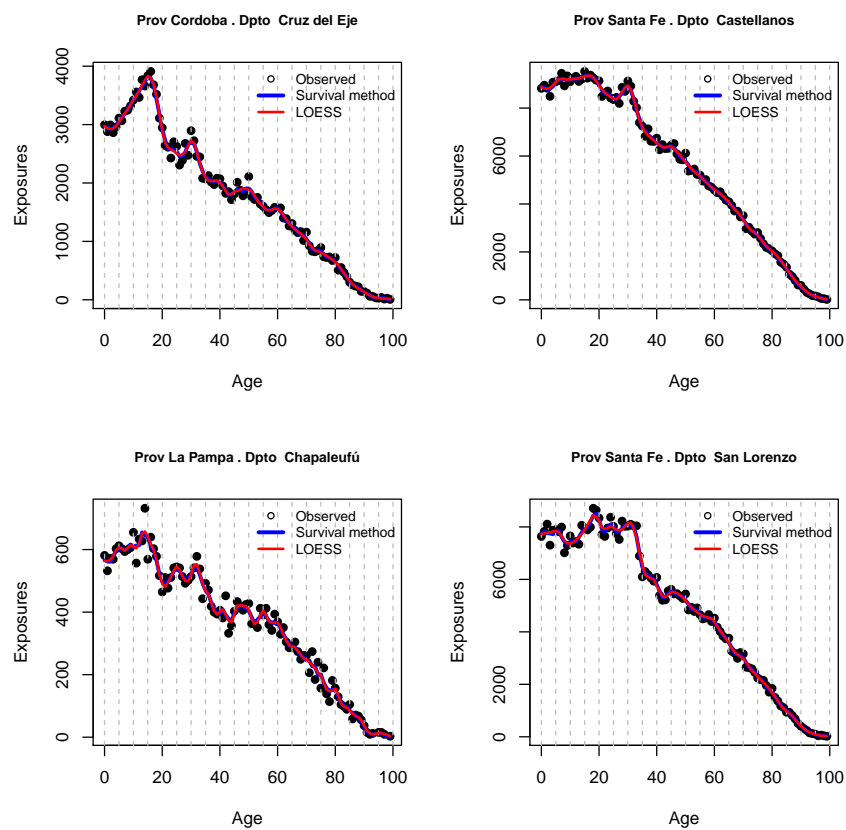 Prov Cordoba . Dpto Cruz del Eje
4000
3000
2000
1000
0
Exposures
Observed
Survival method
LOESS
0 20 40 60 80 100
Age
Prov Santa Fe . Dpto Castellanos
6000
2000
0
Exposures
Observed
Survival method
LOESS
0 20 40 60 80 100
Age
Prov La Pampa . Dpto Chapaleufú
600
400
200
0
Exposures
Observed
Survival method
LOESS
0 20 40 60 80 100
Age
Prov Santa Fe . Dpto San Lorenzo
6000
2000
0
Exposures
Observed
Survival method
LOESS
0 20 40 60 80 100
Age